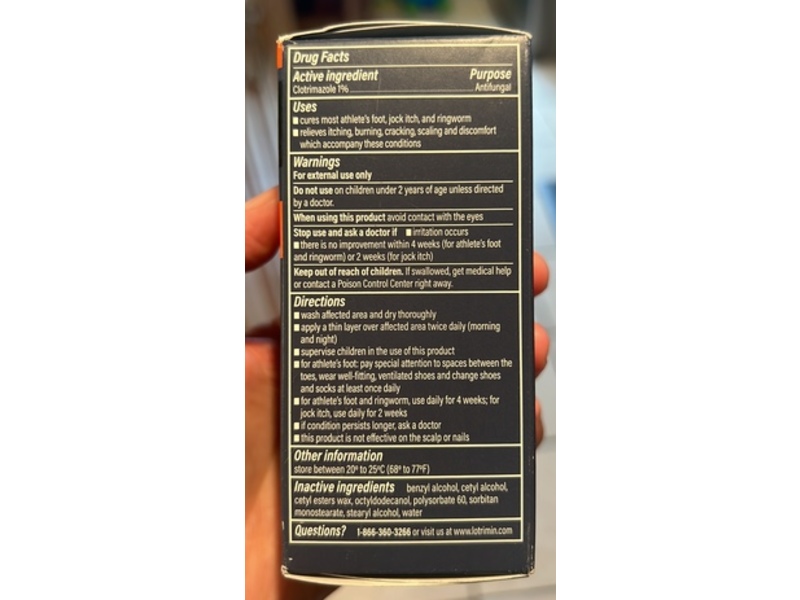 Drug Facts
Active ingredient Purpose
Clotrimazole 1% Antifungal
Uses
■ cures most athlete's foot, jock itch, and ringworm
■ relieves itching, burning, cracking, scaling and discomfort
which accompany these conditions
Warnings
For external use only
Do not use on children under 2 years of age unless directed
by a doctor.
When using this product avoid contact with the eyes
Stop use and ask a doctor if ■ irritation occurs
■ there is no improvement within 4 weeks (for athlete's foot
and ringworm) or 2 weeks (for jock itch)
Keep out of reach of children. If swallowed, get medical help
or contact a Poison Control Center right away.
Directions
■ wash affected area and dry thoroughly
■ apply a thin layer over affected area twice daily (morning
and night)
■ supervise children in the use of this product
■ for athlete's foot: pay special attention to spaces between the
toes, wear well-fitting, ventilated shoes and change shoes
and socks at least once daily
■ for athlete's foot and ringworm, use daily for 4 weeks; for
jock itch, use daily for 2 weeks
■ if condition persists longer, ask a doctor
■ this product is not effective on the scalp or nails
Other information
store between 20º to 25ºC (68º to 77ºF)
Inactive ingredients benzyl alcohol, cetyl alcohol,
cetyl esters wax, octyldodecanol, polysorbate 60, sorbitan
monostearate, stearyl alcohol, water
Questions? 1-866-360-3266 or visit us at www.lotrimin.com